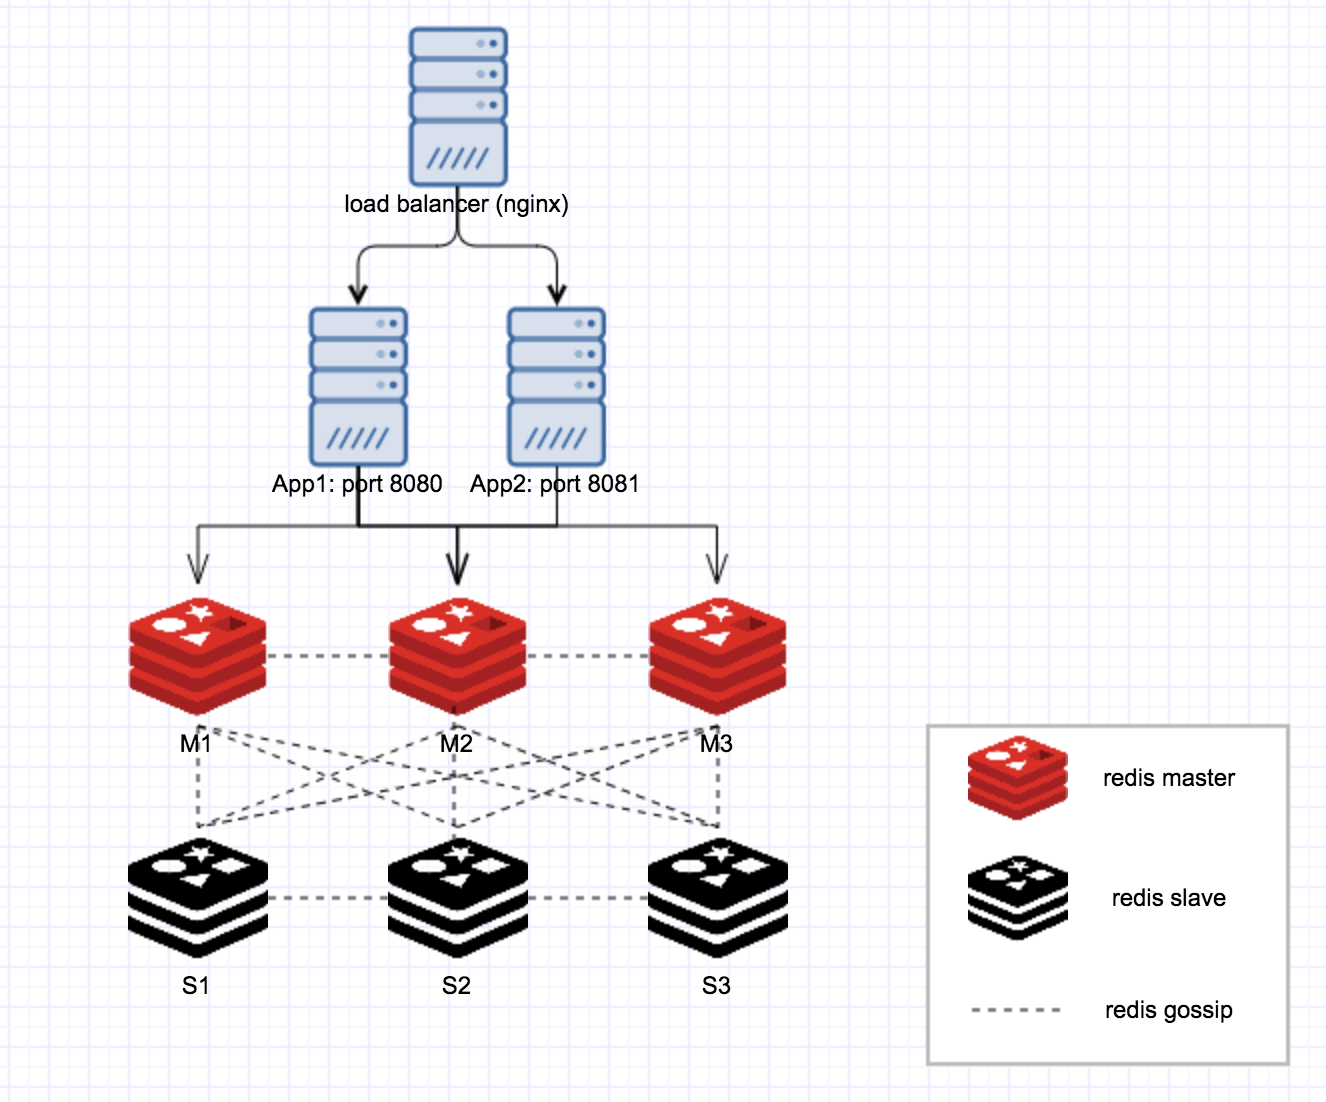 load balancer (nginx)
App1: port 8080
App2: port 8081
M1
M2
M3
S1
S2
S3
redis master
redis slave
redis gossip